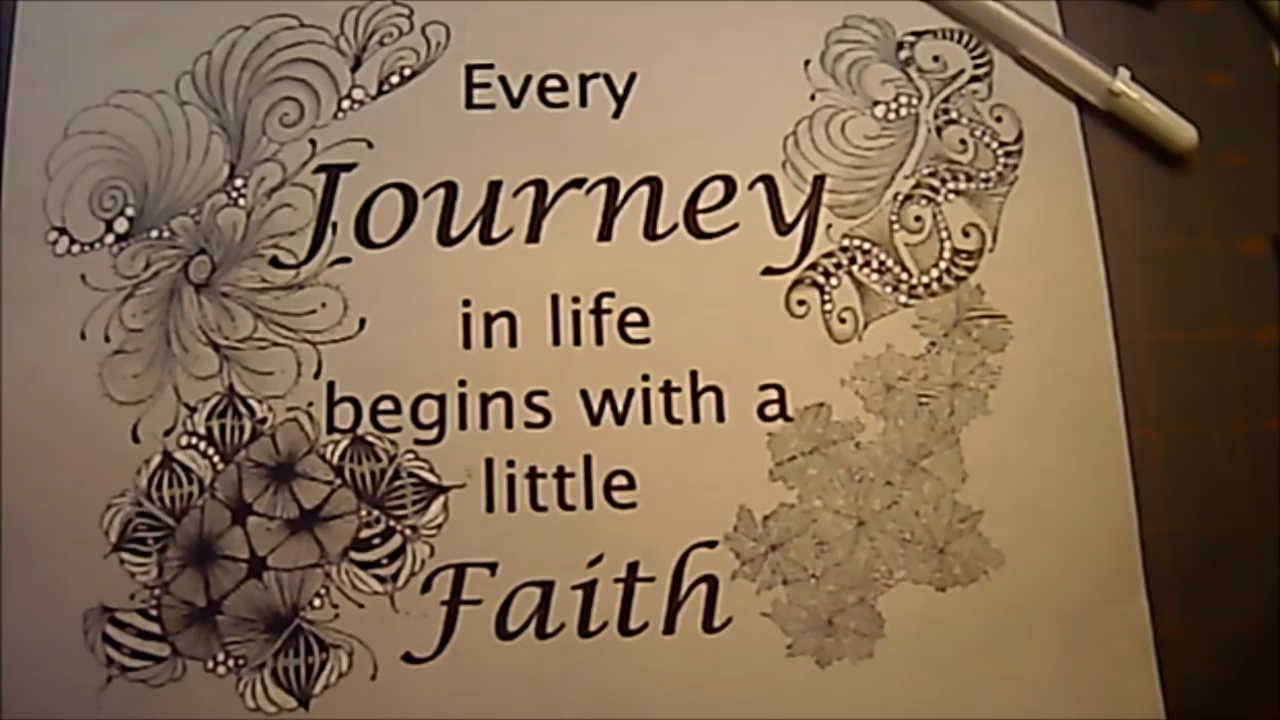 Every
Journey
in life
begins with a
little
Faith